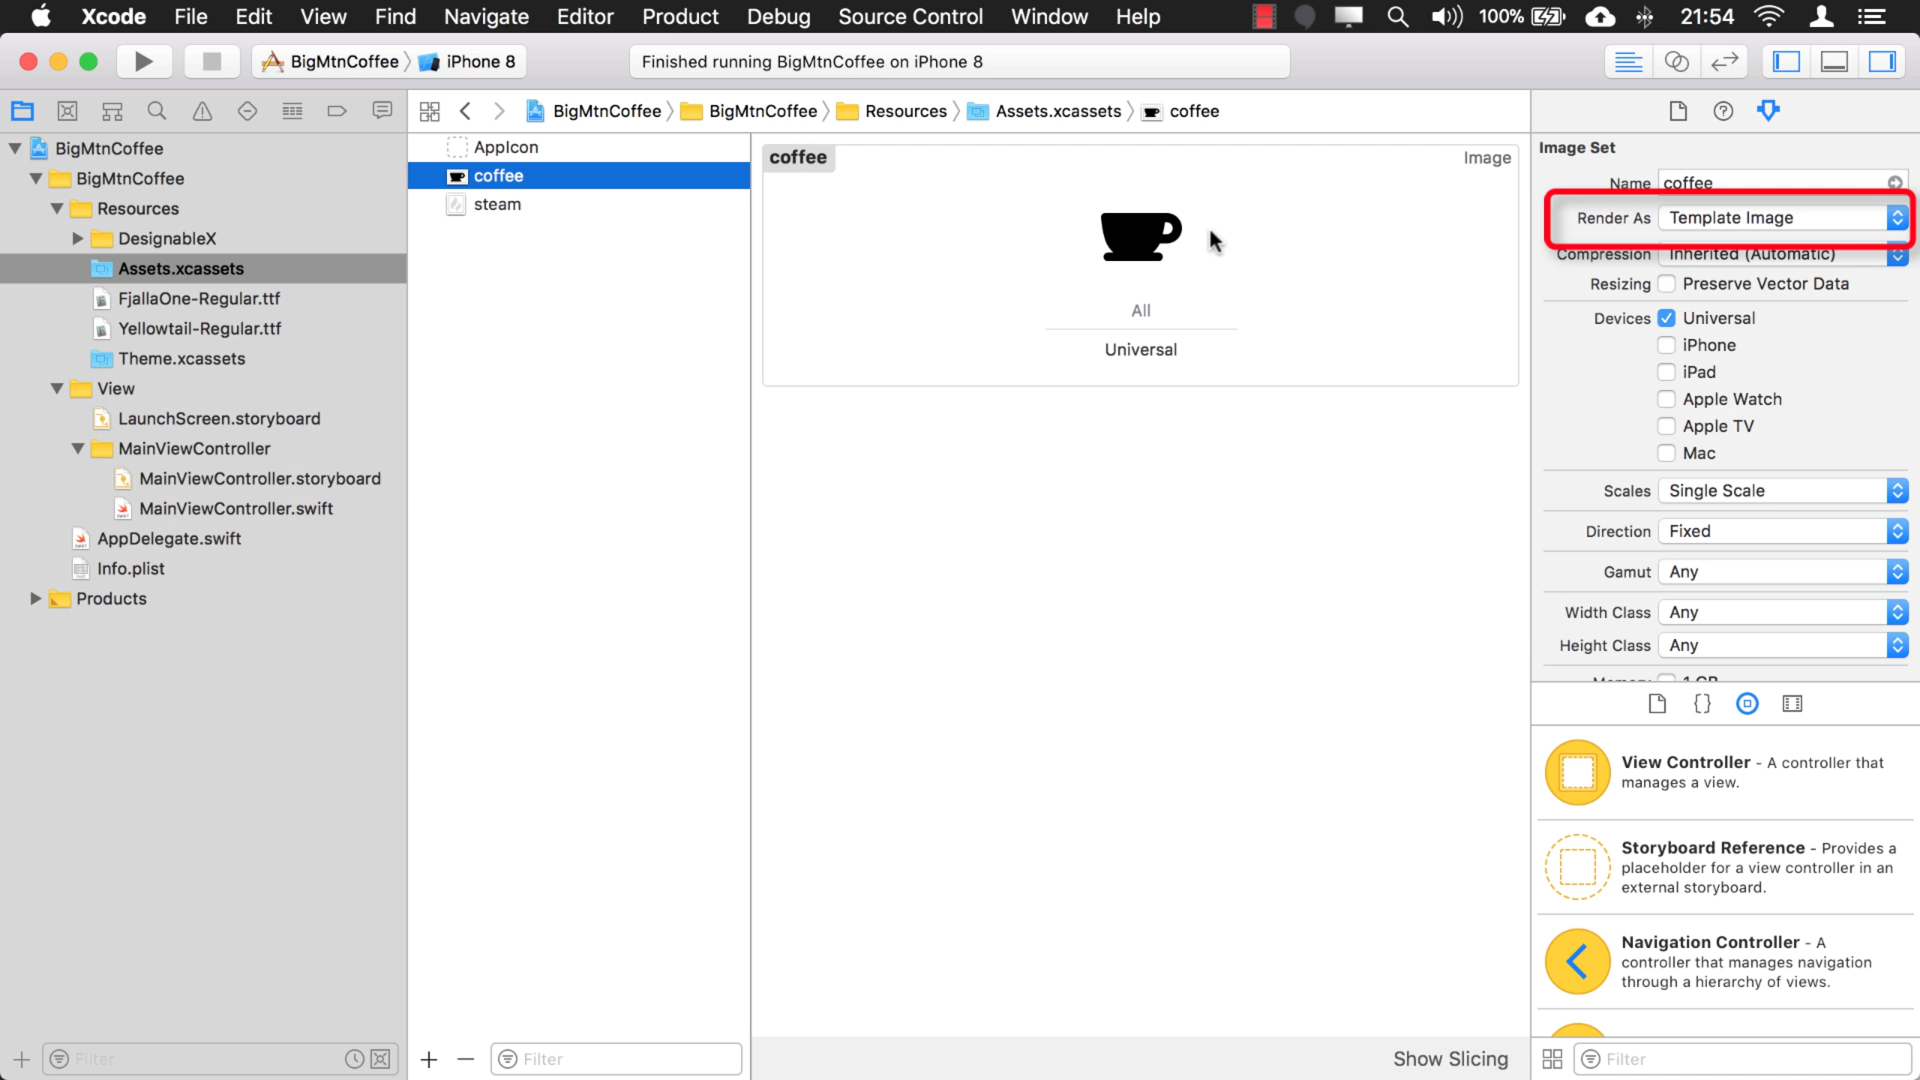 Xcode File Edit View Find Navigate Editor Product Debug Source Control Window Help 100% 21:54
BigMtnCoffee iPhone 8
Finished running BigMtnCoffee on iPhone 8
BigMtnCoffee BigMtnCoffee Resources Assets.xcassets coffee
BigMtnCoffee
BigMtnCoffee
Resources
DesignableX
Assets.xcassets
FjallaOne-Regular.ttf
Yellowtail-Regular.ttf
Theme.xcassets
View
LaunchScreen.storyboard
MainViewController
MainViewController.storyboard
MainViewController.swift
AppDelegate.swift
Info.plist
Products
Filter
AppIcon
coffee
steam
Filter
coffee
Image
All
Universal
Show Slicing
Image Set
Name coffee
Render As Template Image
Compression Inherited (Automatic)
Resizing Preserve Vector Data
Devices Universal
iPhone
iPad
Apple Watch
Apple TV
Mac
Scales Single Scale
Direction Fixed
Gamut Any
Width Class Any
Height Class Any
Memory 1 GB
View Controller - A controller that
manages a view.
Storyboard Reference - Provides a
placeholder for a view controller in an
external storyboard.
Navigation Controller - A
controller that manages navigation
through a hierarchy of views.
Filter